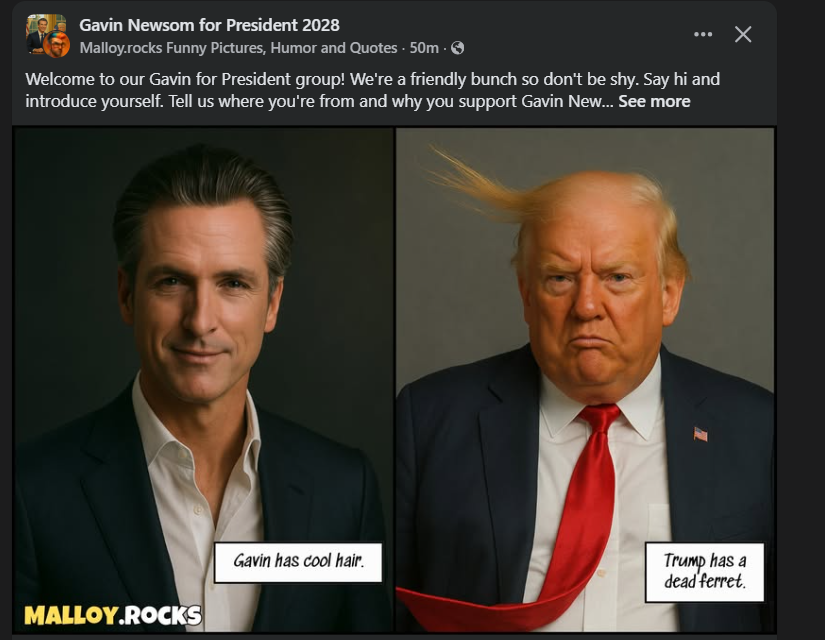 Gavin Newsom for President 2028
Malloy.rocks Funny Pictures, Humor and Quotes · 50m ·
Welcome to our Gavin for President group! We're a friendly bunch so don't be shy. Say hi and
introduce yourself. Tell us where you're from and why you support Gavin New... See more
Gavin has cool hair.
Trump has a
dead ferret.
MALLOY.ROCKS